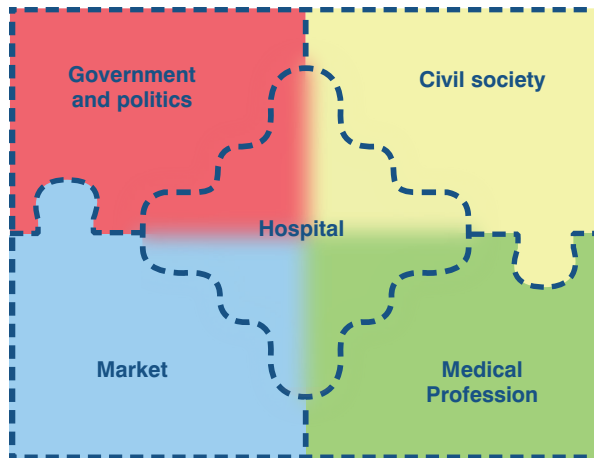 Government
and politics
Civil society
Hospital
Market
Medical
Profession